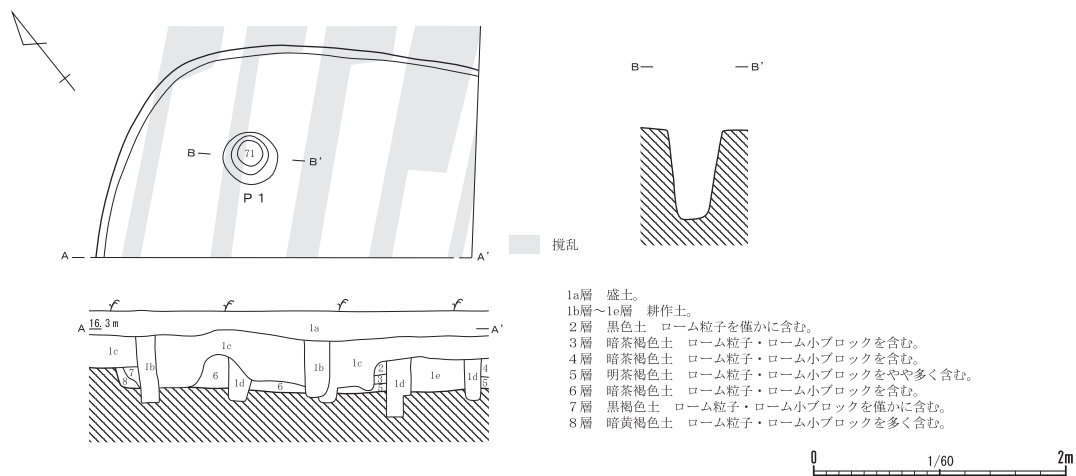 71
B B'
P 1
A A'
撹乱
B B'
A 16.3m A'
1a
1c 1c 1c
1b 1b
7 8 6 1d 6 2 3 5 1d 1e 1d 4 5
1a層　盛土。
1b層～1e層　耕作土。
2層　黒色土　ローム粒子を僅かに含む。
3層　暗茶褐色土　ローム粒子・ローム小ブロックを含む。
4層　暗茶褐色土　ローム粒子・ローム小ブロックを含む。
5層　明茶褐色土　ローム粒子・ローム小ブロックをやや多く含む。
6層　暗茶褐色土　ローム粒子・ローム小ブロックを含む。
7層　黒褐色土　ローム粒子・ローム小ブロックを僅かに含む。
8層　暗黄褐色土　ローム粒子・ローム小ブロックを多く含む。
0 1/60 2m